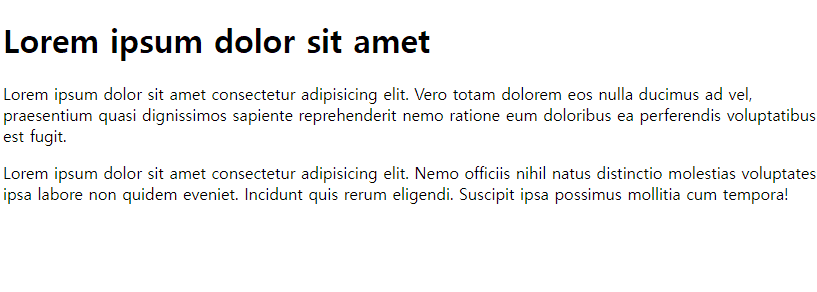 Lorem ipsum dolor sit amet
Lorem ipsum dolor sit amet consectetur adipisicing elit. Vero totam dolorem eos nulla ducimus ad vel,
praesentium quasi dignissimos sapiente reprehenderit nemo ratione eum doloribus ea perferendis voluptatibus
est fugit.
Lorem ipsum dolor sit amet consectetur adipisicing elit. Nemo officiis nihil natus distinctio molestias voluptates
ipsa labore non quidem eveniet. Incidunt quis rerum eligendi. Suscipit ipsa possimus mollitia cum tempora!